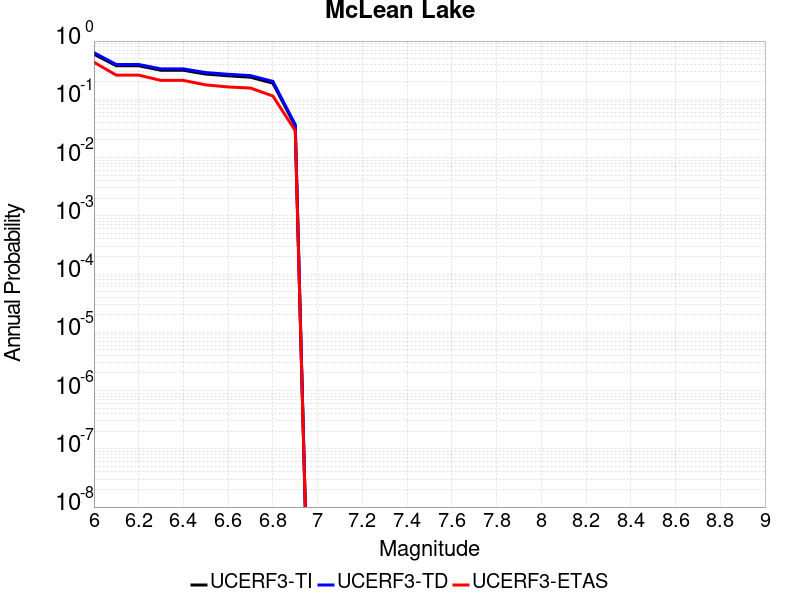 McLean Lake
Annual Probability
10^0
10^-1
10^-2
10^-3
10^-4
10^-5
10^-6
10^-7
10^-8
6 6.2 6.4 6.6 6.8 7 7.2 7.4 7.6 7.8 8 8.2 8.4 8.6 8.8 9
Magnitude
UCERF3-TI UCERF3-TD UCERF3-ETAS